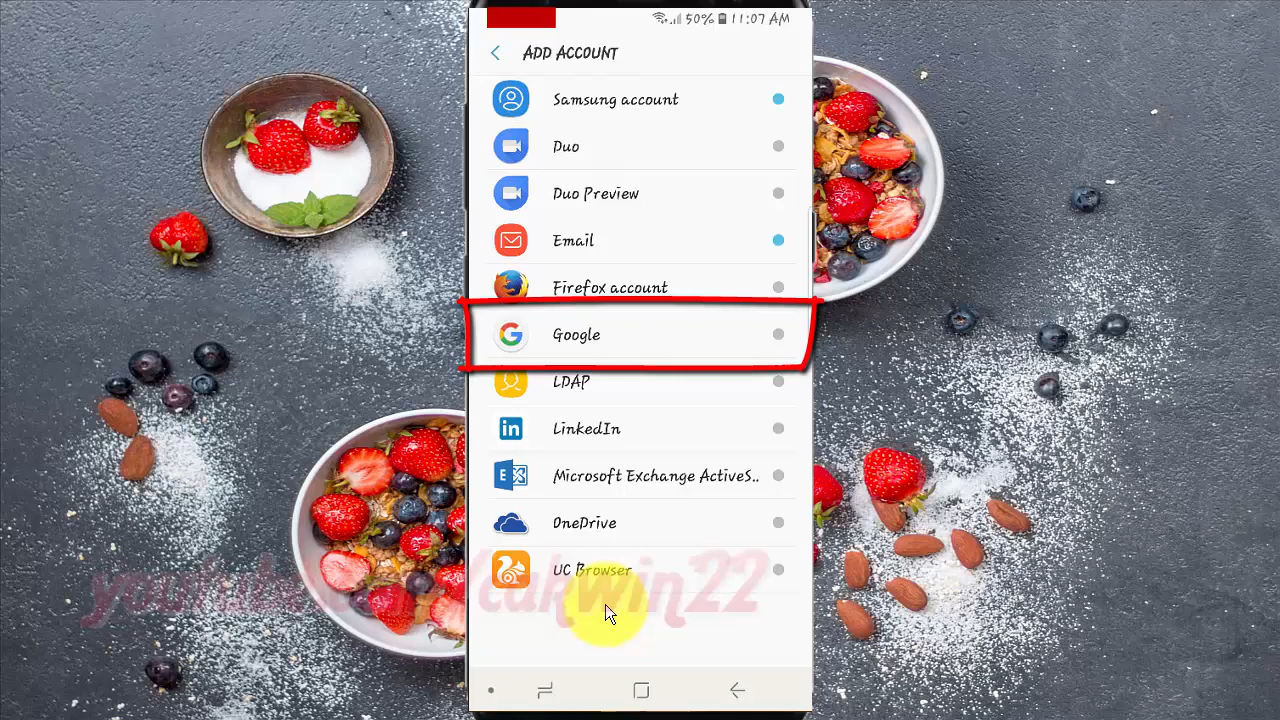 50% 11:07 AM
ADD ACCOUNT
Samsung account
Duo
Duo Preview
Email
Firefox account
Google
LDAP
in LinkedIn
E Microsoft Exchange ActiveS..
OneDrive
UC Browser